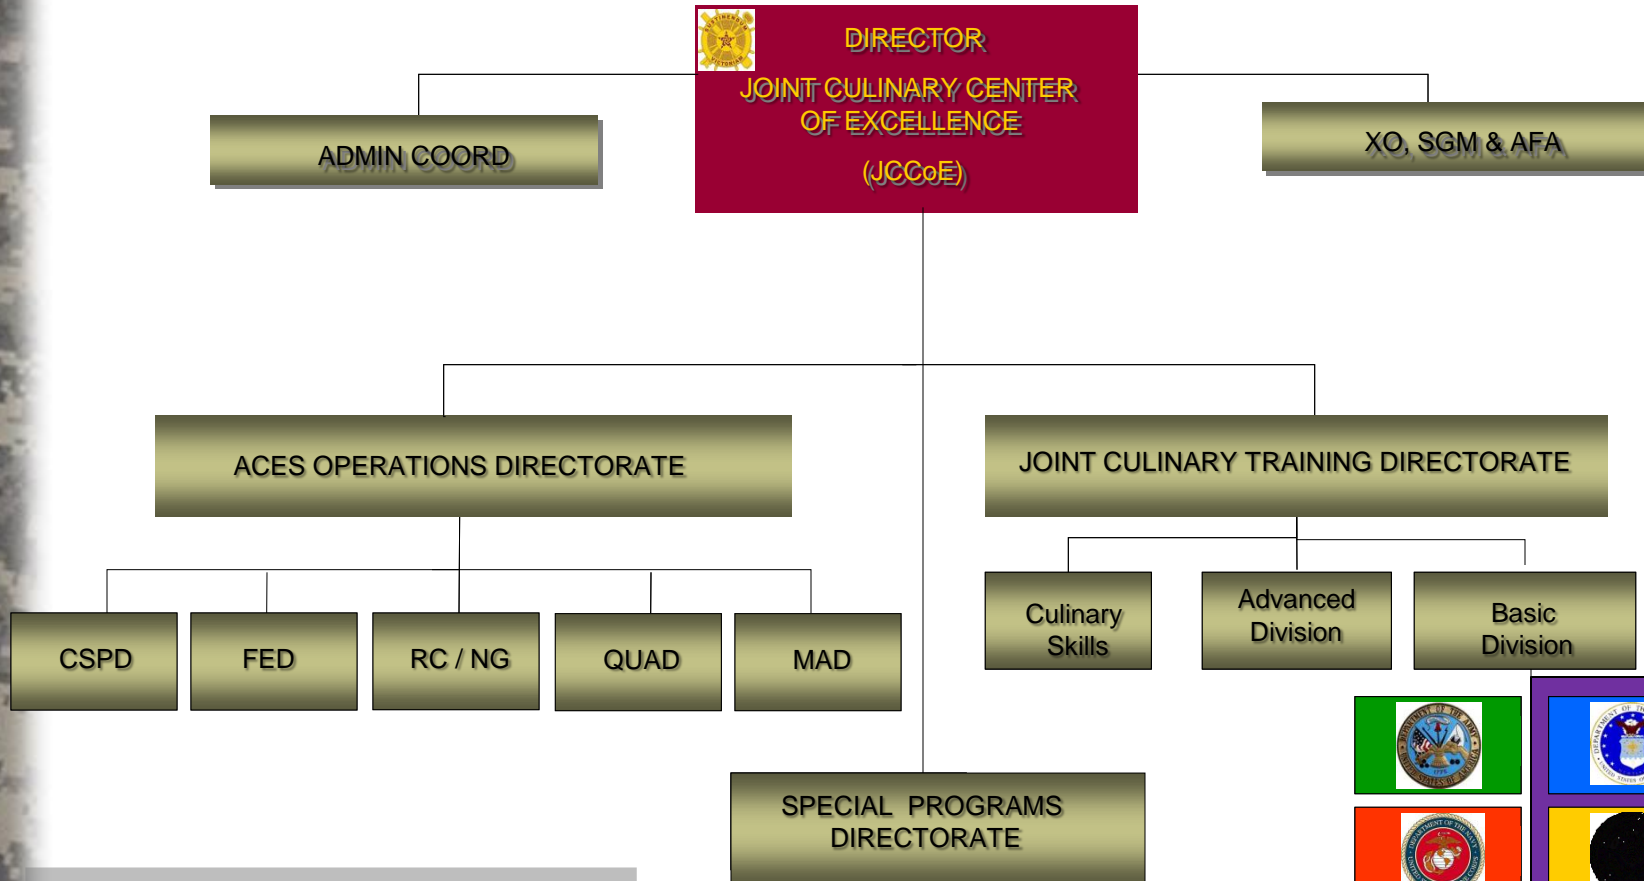 DIRECTOR
JOINT CULINARY CENTER
OF EXCELLENCE
(JCCoE)
ADMIN COORD
XO, SGM & AFA
ACES OPERATIONS DIRECTORATE
JOINT CULINARY TRAINING DIRECTORATE
CSPD
FED
RC / NG
QUAD
MAD
Culinary
Skills
Advanced
Division
Basic
Division
SPECIAL PROGRAMS
DIRECTORATE